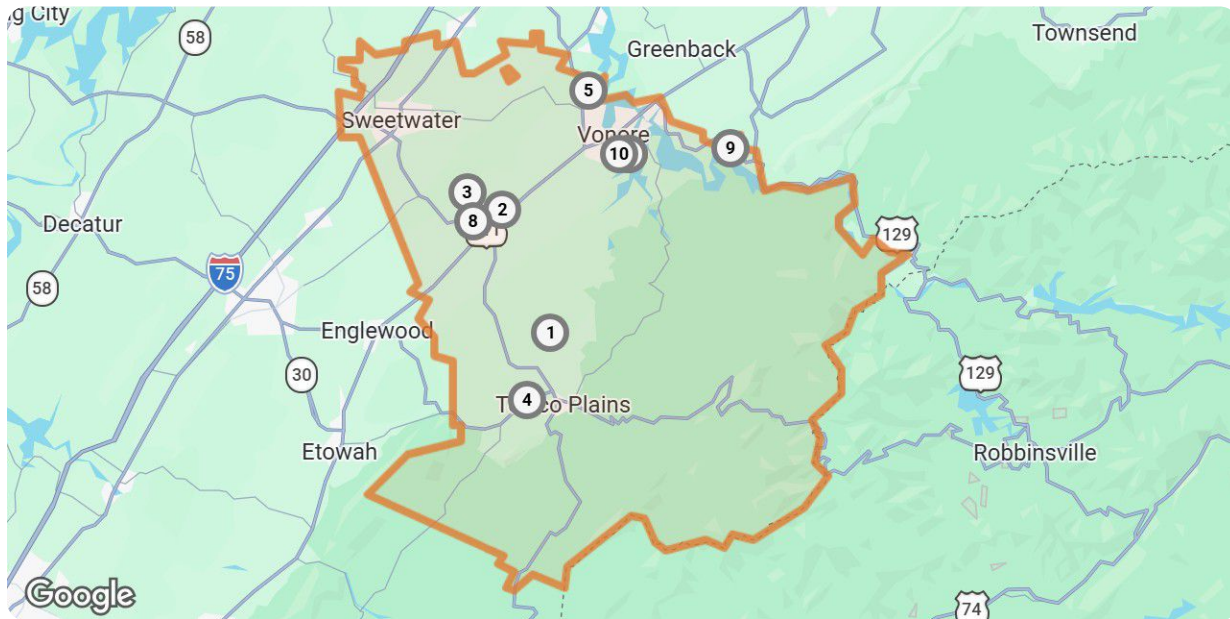 g City
58
Greenback
Townsend
5
Sweetwater
Vonore
10
9
3
2
8
Decatur
129
75
58
Englewood
1
30
129
4
Plains
Etowah
Robbinsville
Google
74